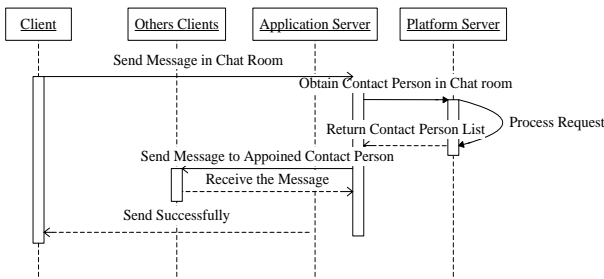 Client
Others Clients
Application Server
Platform Server
Send Message in Chat Room
Obtain Contact Person in Chat room
Process Request
Return Contact Person List
Send Message to Appoined Contact Person
Receive the Message
Send Successfully